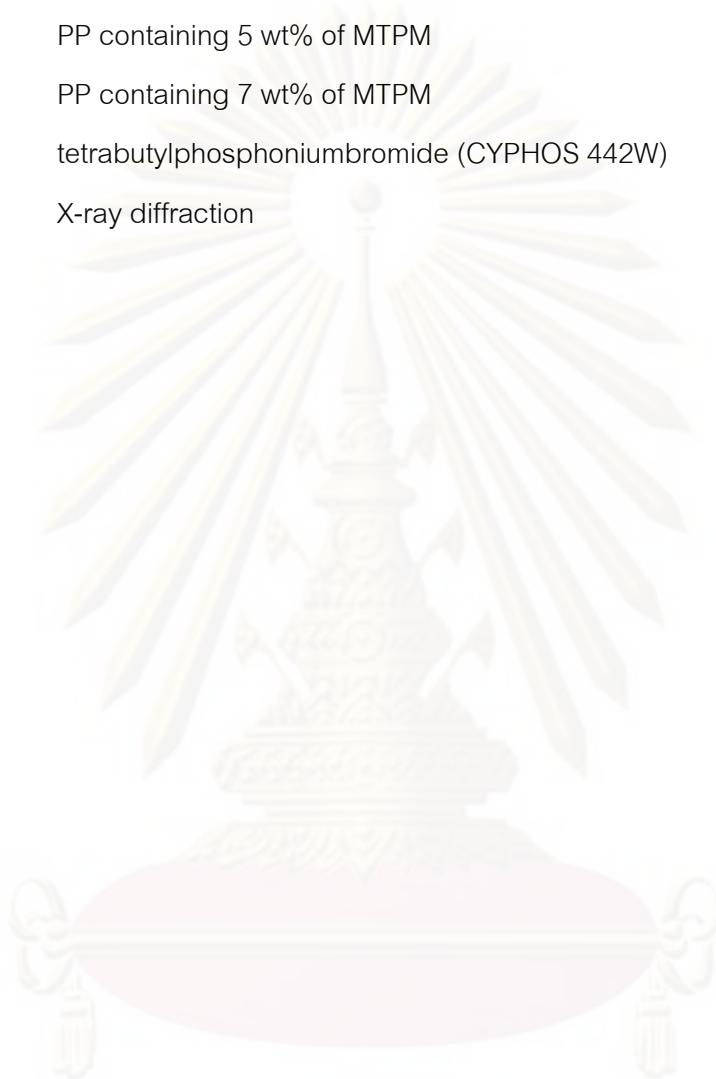 PP containing 5 wt% of MTPM
PP containing 7 wt% of MTPM
tetrabutylphosphoniumbromide (CYPHOS 442W)
X-ray diffraction